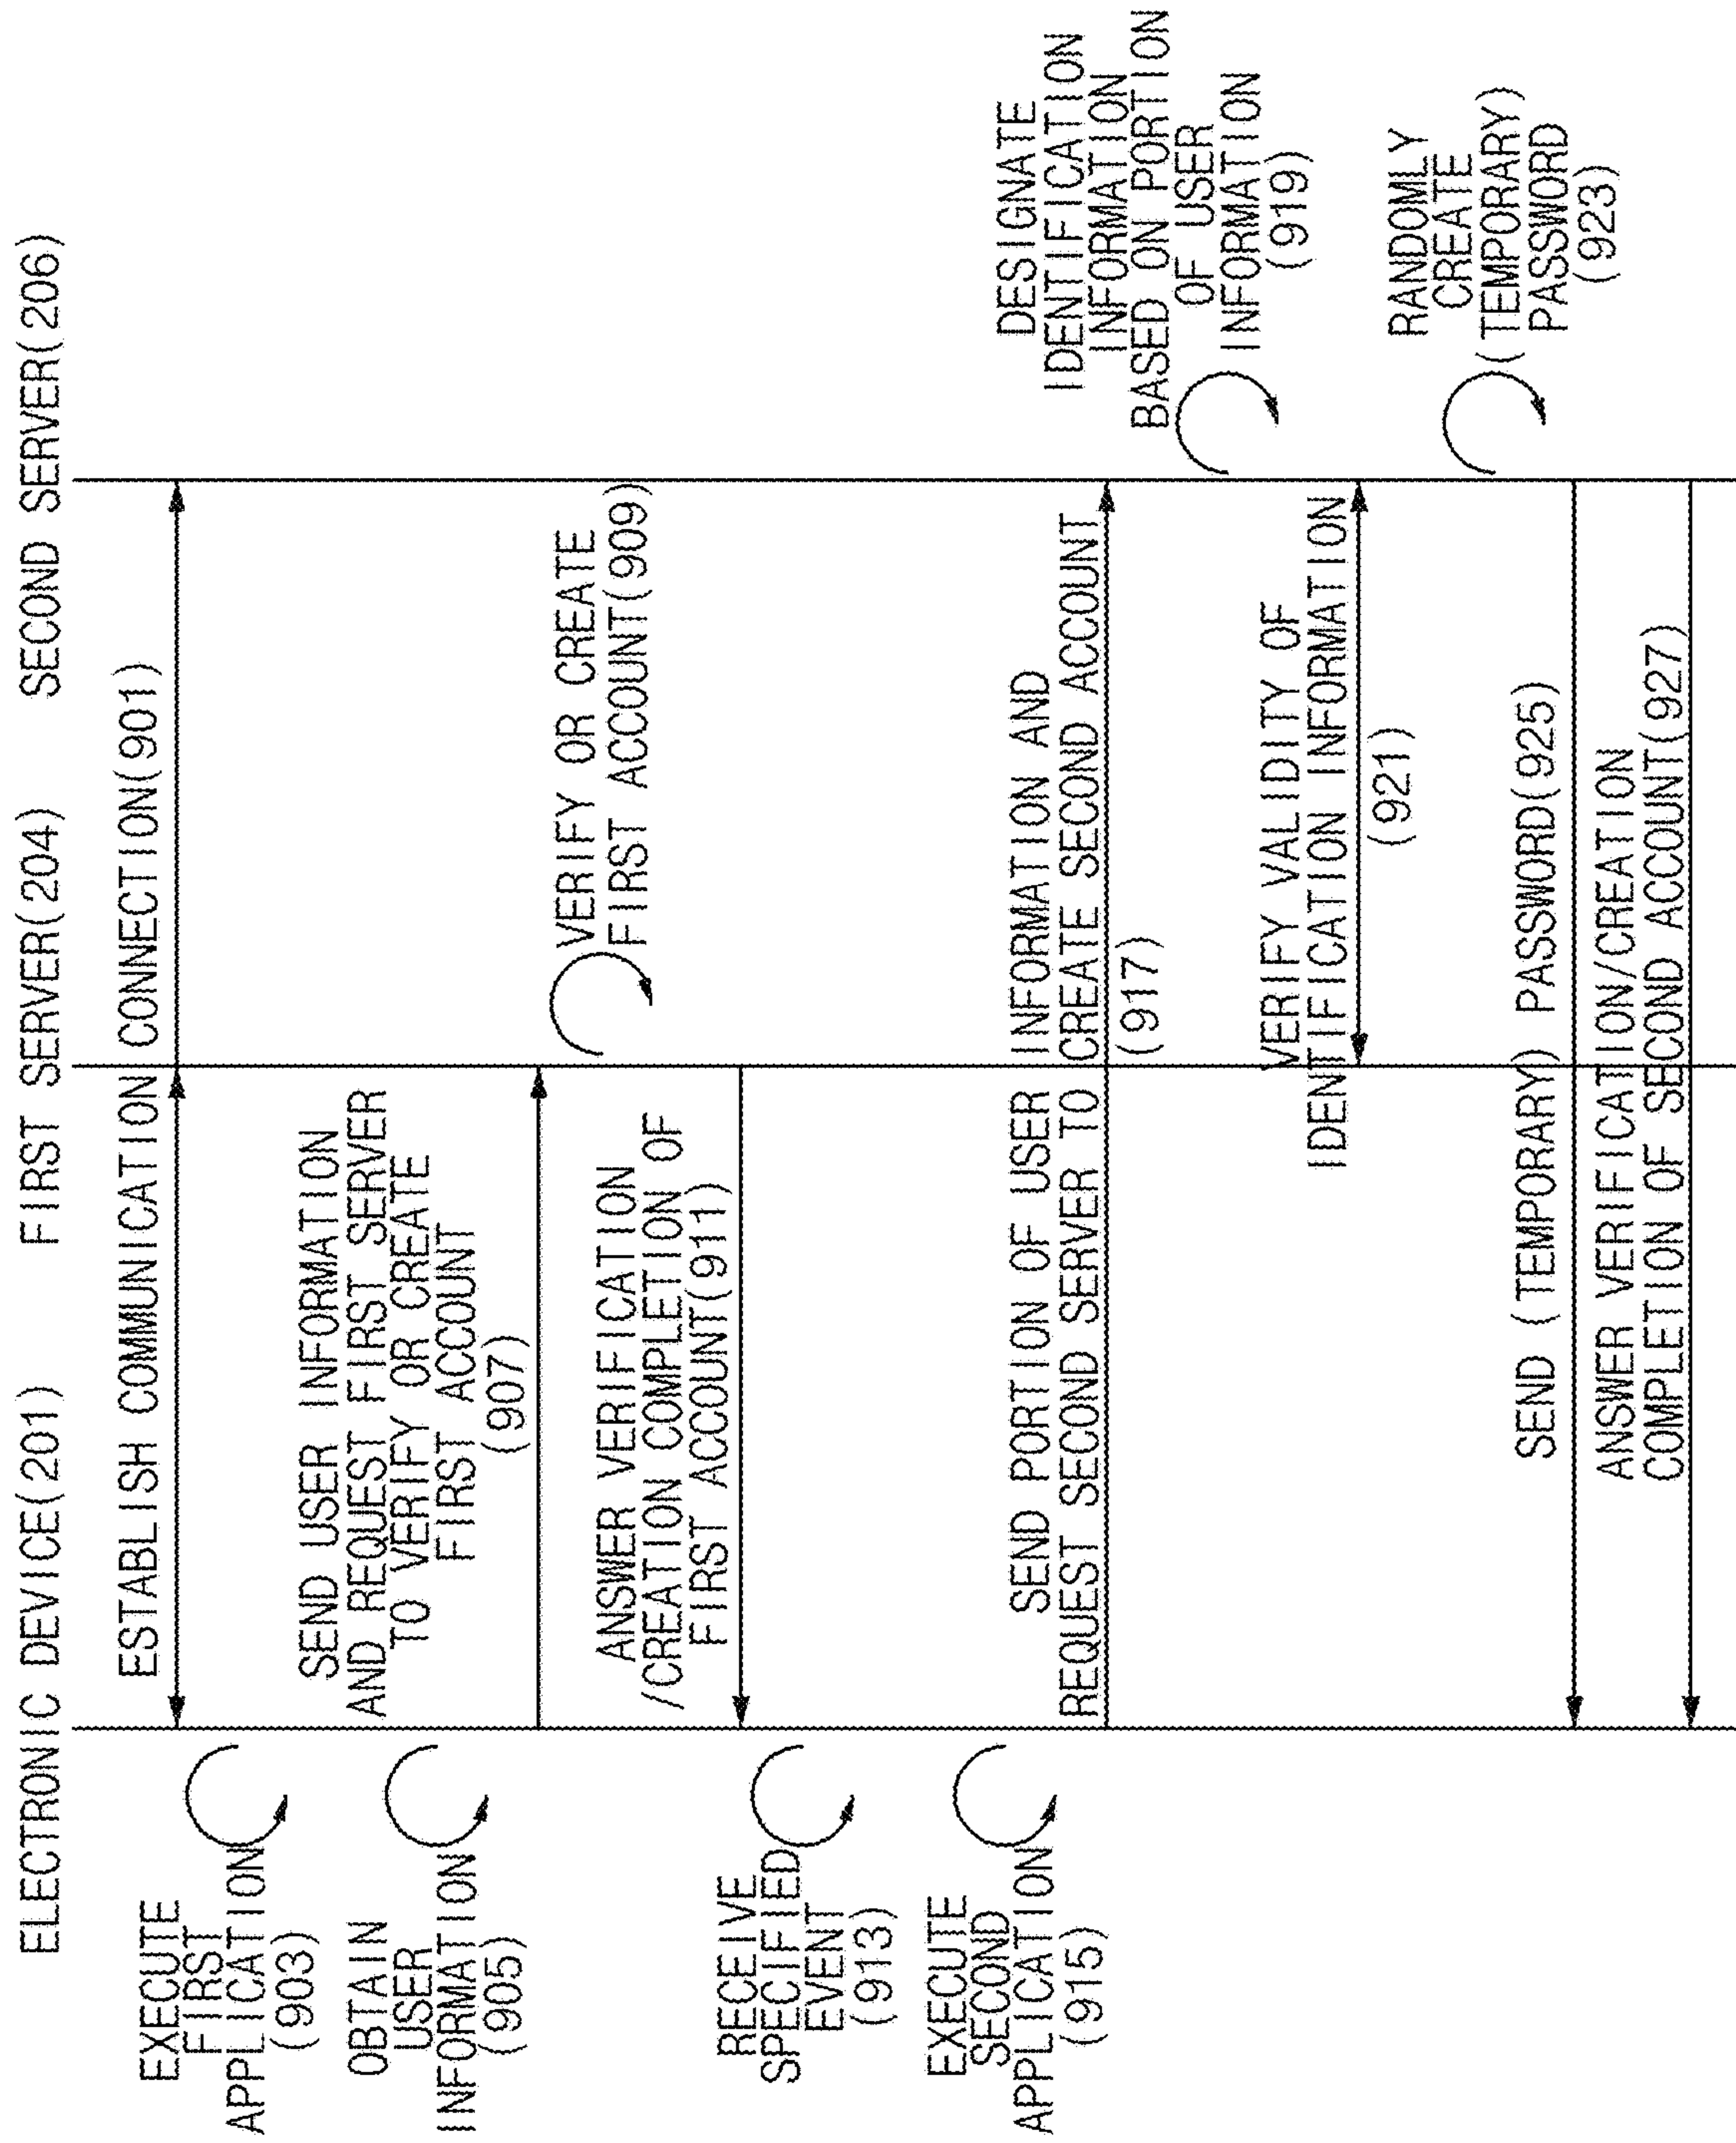 ELECTRONIC DEVICE(201)
FIRST SERVER(204)
SECOND SERVER(206)
ESTABLISH COMMUNICATION CONNECTION(901)
EXECUTE
FIRST
APPLICATION
(903)
OBTAIN
USER
INFORMATION
(905)
SEND USER INFORMATION
AND REQUEST FIRST SERVER
TO VERIFY OR CREATE
FIRST ACCOUNT
(907)
VERIFY OR CREATE
FIRST ACCOUNT(909)
ANSWER VERIFICATION
/CREATION COMPLETION OF
FIRST ACCOUNT(911)
RECEIVE
SPECIFIED
EVENT
(913)
EXECUTE
SECOND
APPLICATION
(915)
SEND PORTION OF USER INFORMATION AND
REQUEST SECOND SERVER TO CREATE SECOND ACCOUNT
(917)
DESIGNATE
IDENTIFICATION
INFORMATION
BASED ON PORTION
OF USER
INFORMATION
(919)
VERIFY VALIDITY OF
IDENTIFICATION INFORMATION
(921)
RANDOMLY
CREATE
(TEMPORARY)
PASSWORD
(923)
SEND (TEMPORARY) PASSWORD(925)
ANSWER VERIFICATION/CREATION
COMPLETION OF SECOND ACCOUNT(927)